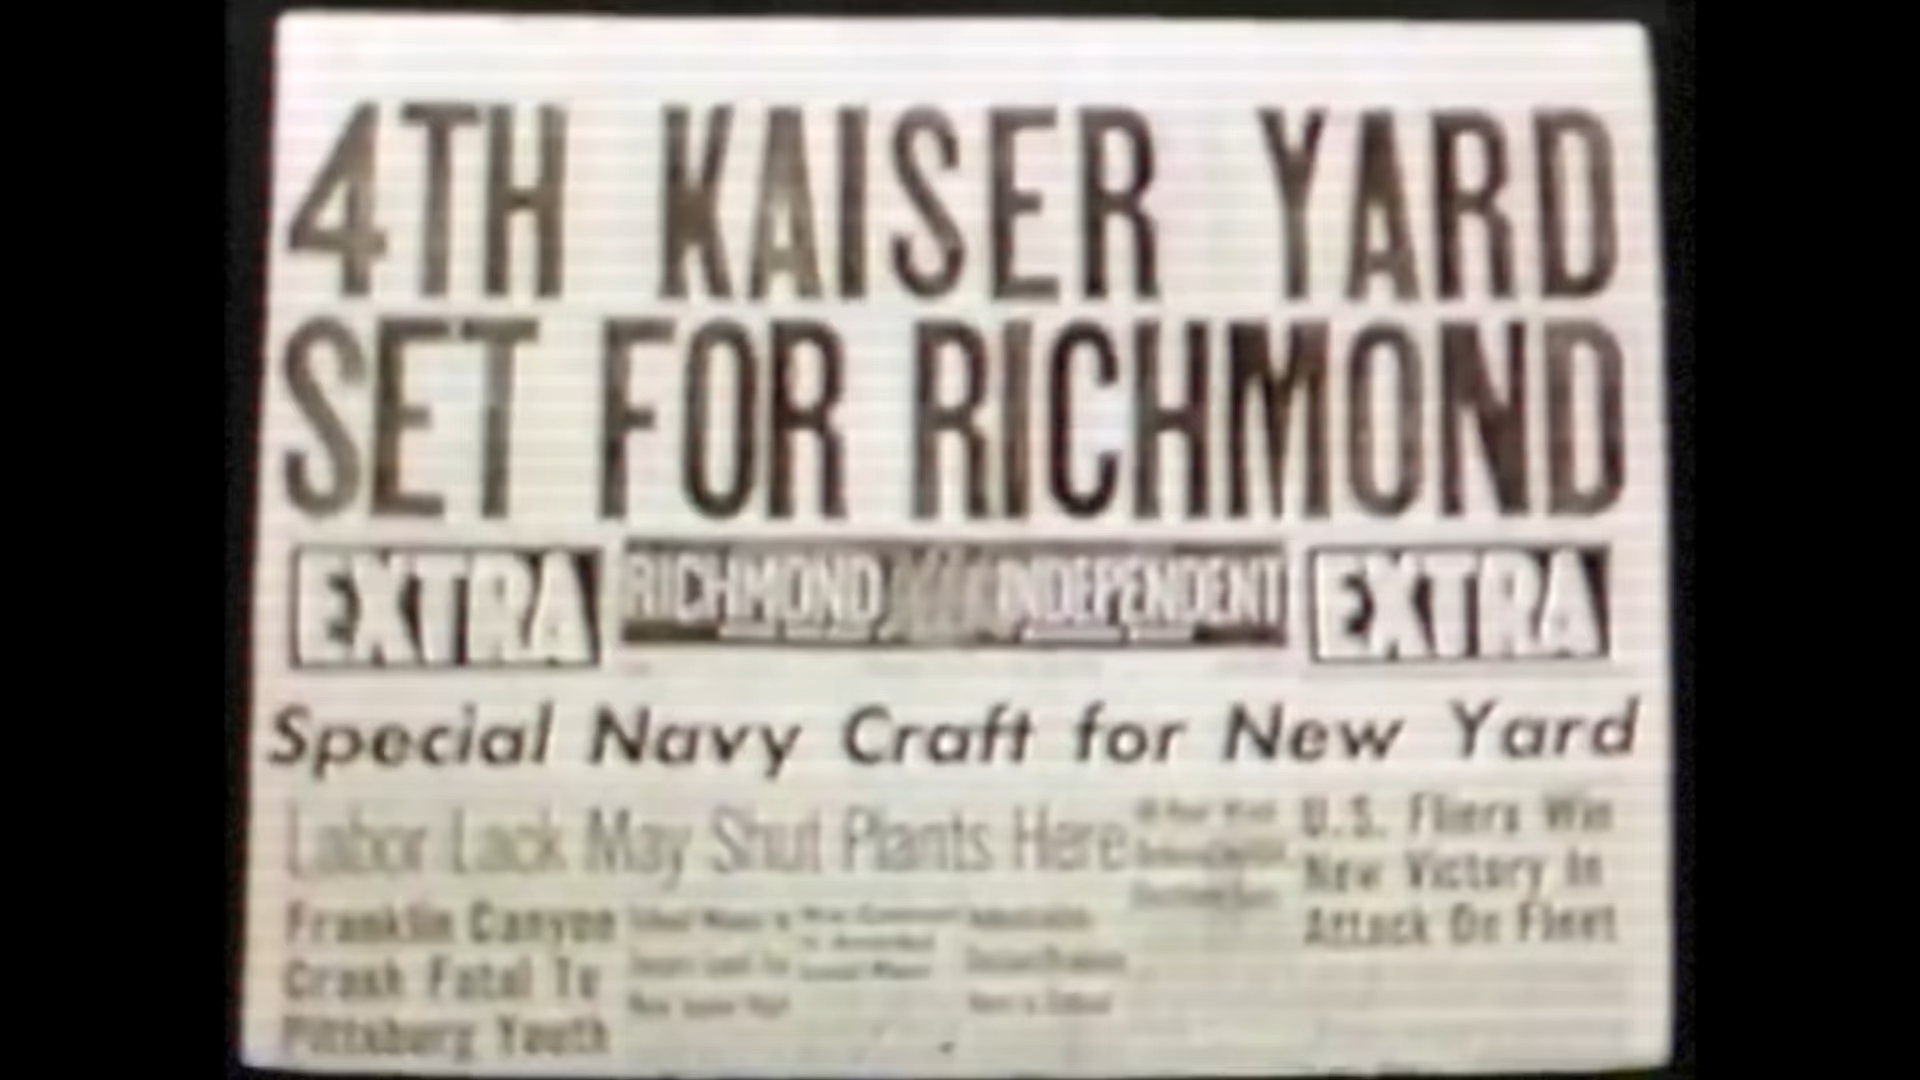 4TH KAISER YARD
SET FOR RICHMOND
EXTRA RICHMOND INDEPENDENT EXTRA
Special Navy Craft for New Yard
Labor Lack May Shut Plants Here
U.S. Fliers Win
New Victory In
Attack On Fleet
Franklin Canyon
Crash Fatal To
Pittsburg Youth